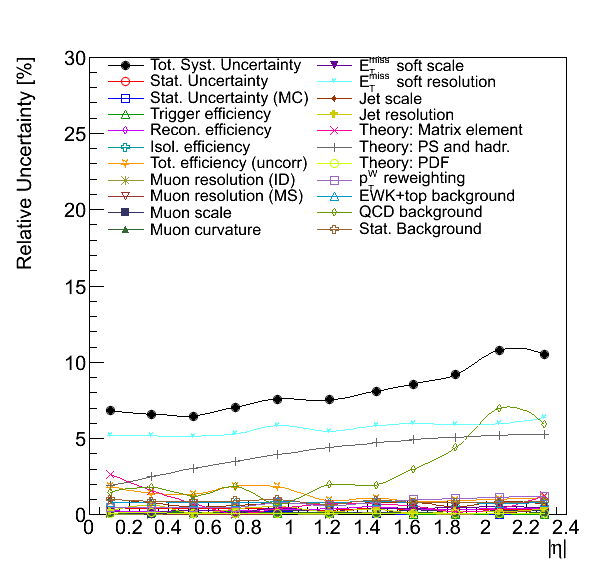 Relative Uncertainty [%]
30
25
20
15
10
5
0
Tot. Syst. Uncertainty
Stat. Uncertainty
Stat. Uncertainty (MC)
Trigger efficiency
Recon. efficiency
Isol. efficiency
Tot. efficiency (uncorr)
Muon resolution (ID)
Muon resolution (MS)
Muon scale
Muon curvature
E_T^miss soft scale
E_T^miss soft resolution
Jet scale
Jet resolution
Theory: Matrix element
Theory: PS and hadr.
Theory: PDF
p_T^W reweighting
EWK+top background
QCD background
Stat. Background
0 0.2 0.4 0.6 0.8 1 1.2 1.4 1.6 1.8 2 2.2 2.4
|η|